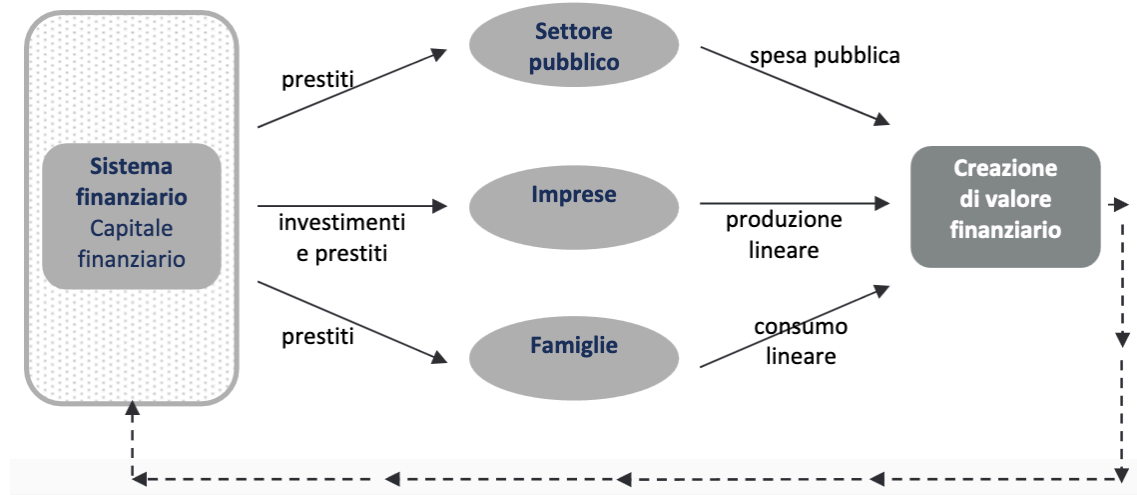 Settore
pubblico
spesa pubblica
prestiti
Sistema
finanziario
Capitale
finanziario
investimenti
e prestiti
Imprese
produzione
lineare
Creazione
di valore
finanziario
prestiti
Famiglie
consumo
lineare